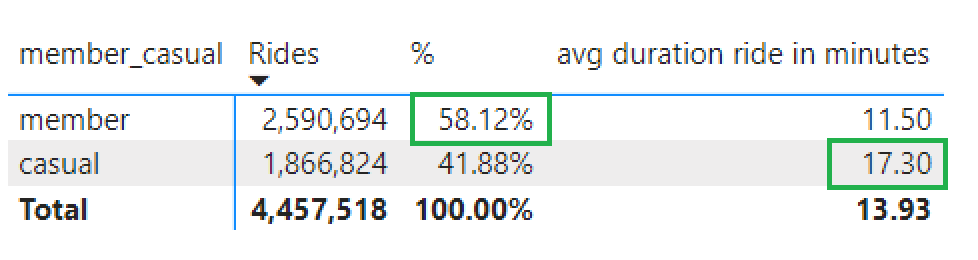 member_casual Rides % avg duration ride in minutes
member 2,590,694 58.12% 11.50
casual 1,866,824 41.88% 17.30
Total 4,457,518 100.00% 13.93